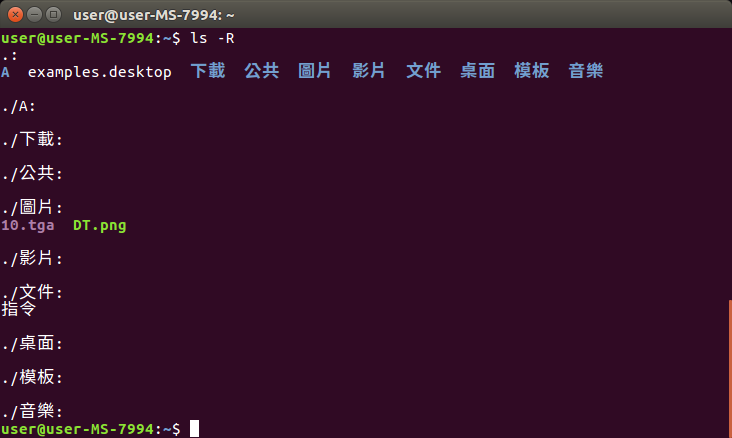 user@user-MS-7994: ~
user@user-MS-7994:~$ ls -R
.:
A  examples.desktop  下載  公共  圖片  影片  文件  桌面  模板  音樂
./A:
./下載:
./公共:
./圖片:
10.tga  DT.png
./影片:
./文件:
指令
./桌面:
./模板:
./音樂:
user@user-MS-7994:~$